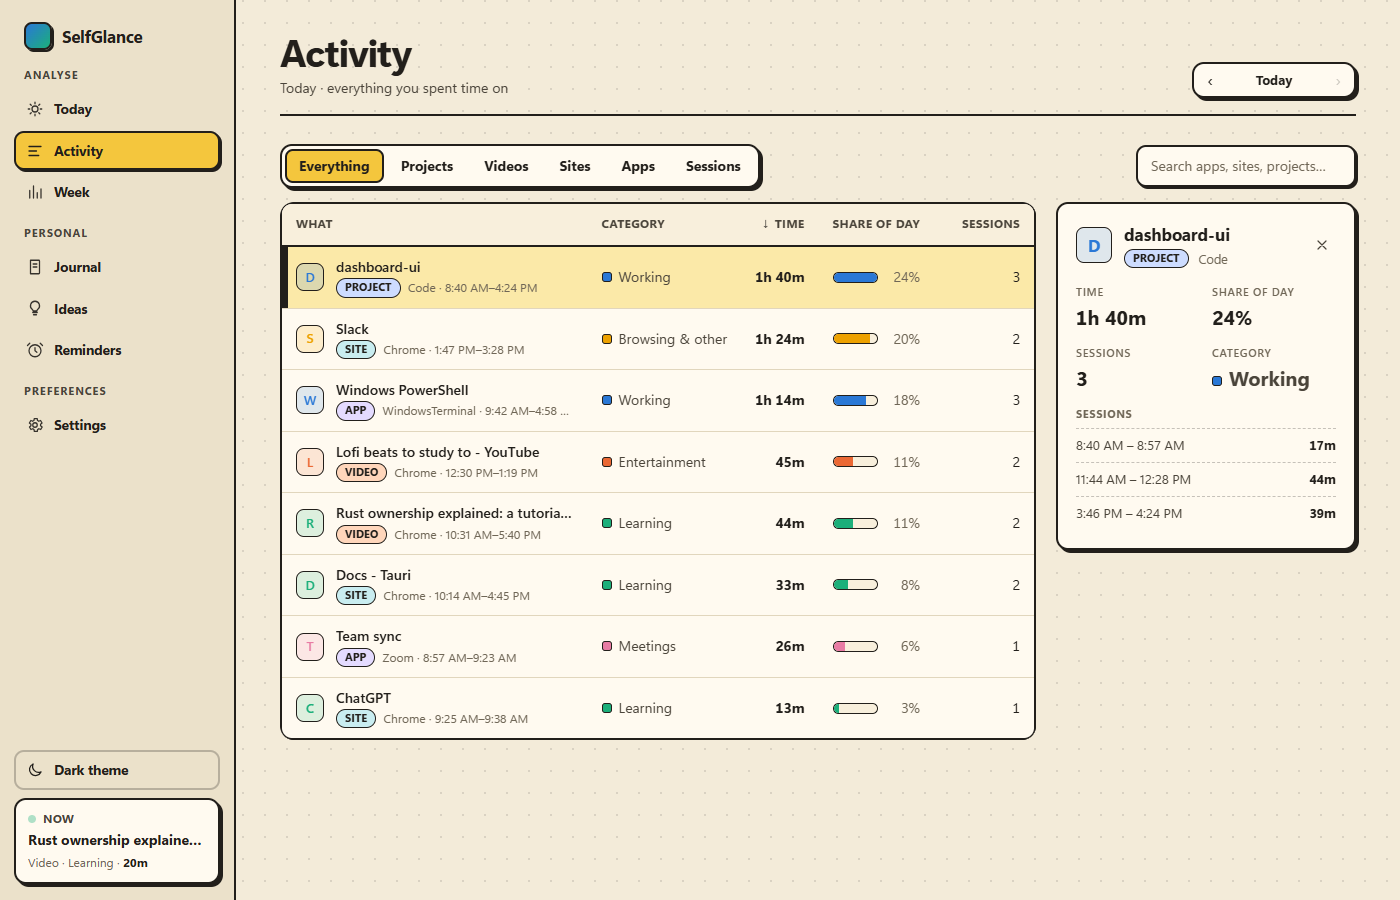 SelfGlance
ANALYSE
Today
Activity
Week
PERSONAL
Journal
Ideas
Reminders
PREFERENCES
Settings
Dark theme
NOW
Rust ownership explaine...
Video · Learning · 20m
Activity
Today · everything you spent time on
‹ Today ›
Everything Projects Videos Sites Apps Sessions
Search apps, sites, projects...
WHAT CATEGORY ↓ TIME SHARE OF DAY SESSIONS
D dashboard-ui
PROJECT Code · 8:40 AM–4:24 PM
Working 1h 40m 24% 3
S Slack
SITE Chrome · 1:47 PM–3:28 PM
Browsing & other 1h 24m 20% 2
W Windows PowerShell
APP WindowsTerminal · 9:42 AM–4:58 ...
Working 1h 14m 18% 3
L Lofi beats to study to - YouTube
VIDEO Chrome · 12:30 PM–1:19 PM
Entertainment 45m 11% 2
R Rust ownership explained: a tutoria...
VIDEO Chrome · 10:31 AM–5:40 PM
Learning 44m 11% 2
D Docs - Tauri
SITE Chrome · 10:14 AM–4:45 PM
Learning 33m 8% 2
T Team sync
APP Zoom · 8:57 AM–9:23 AM
Meetings 26m 6% 1
C ChatGPT
SITE Chrome · 9:25 AM–9:38 AM
Learning 13m 3% 1
D dashboard-ui
PROJECT Code
TIME SHARE OF DAY
1h 40m 24%
SESSIONS CATEGORY
3 Working
SESSIONS
8:40 AM – 8:57 AM 17m
11:44 AM – 12:28 PM 44m
3:46 PM – 4:24 PM 39m